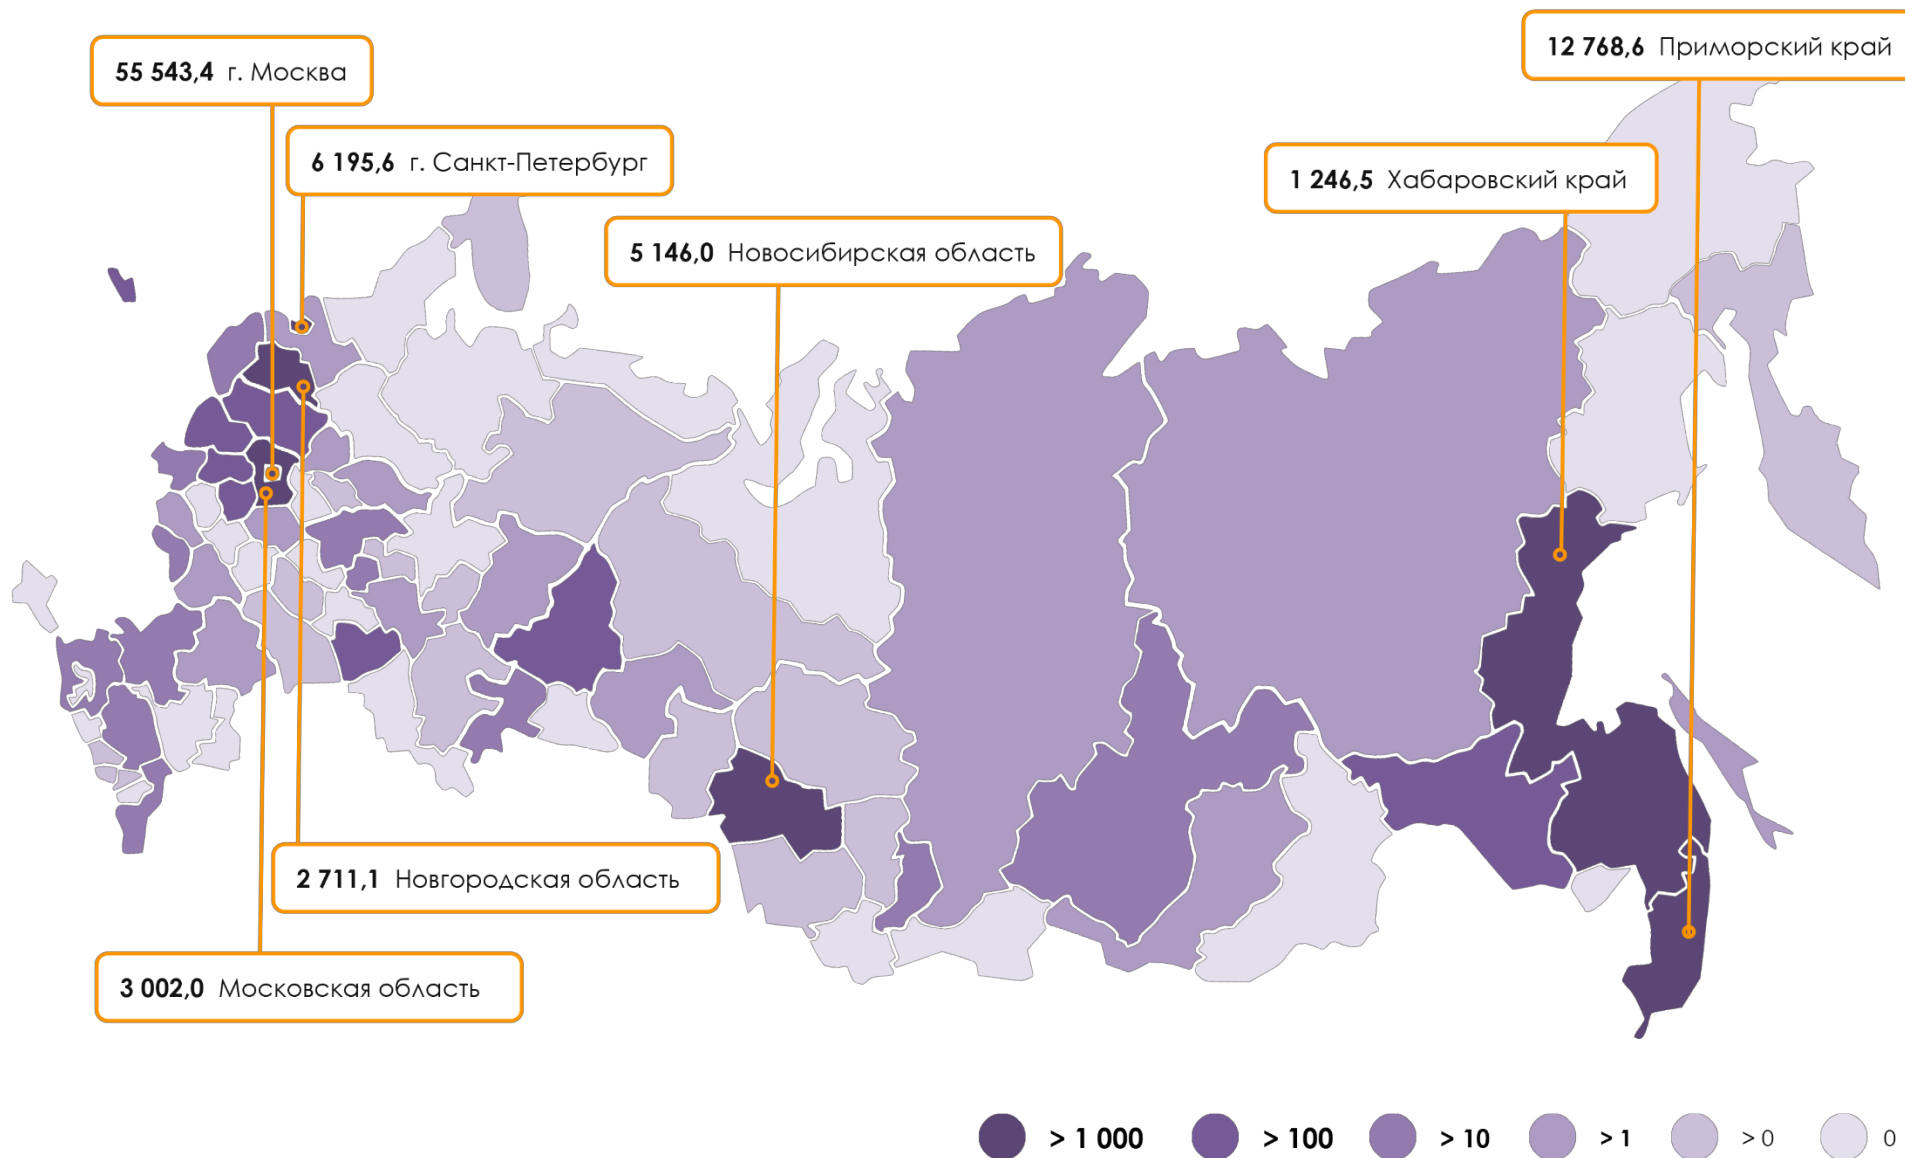 12 768,6 Приморский край
55 543,4 г. Москва
6 195,6 г. Санкт-Петербург
1 246,5 Хабаровский край
5 146,0 Новосибирская область
2 711,1 Новгородская область
3 002,0 Московская область
> 1 000 > 100 > 10 > 1 > 0 0